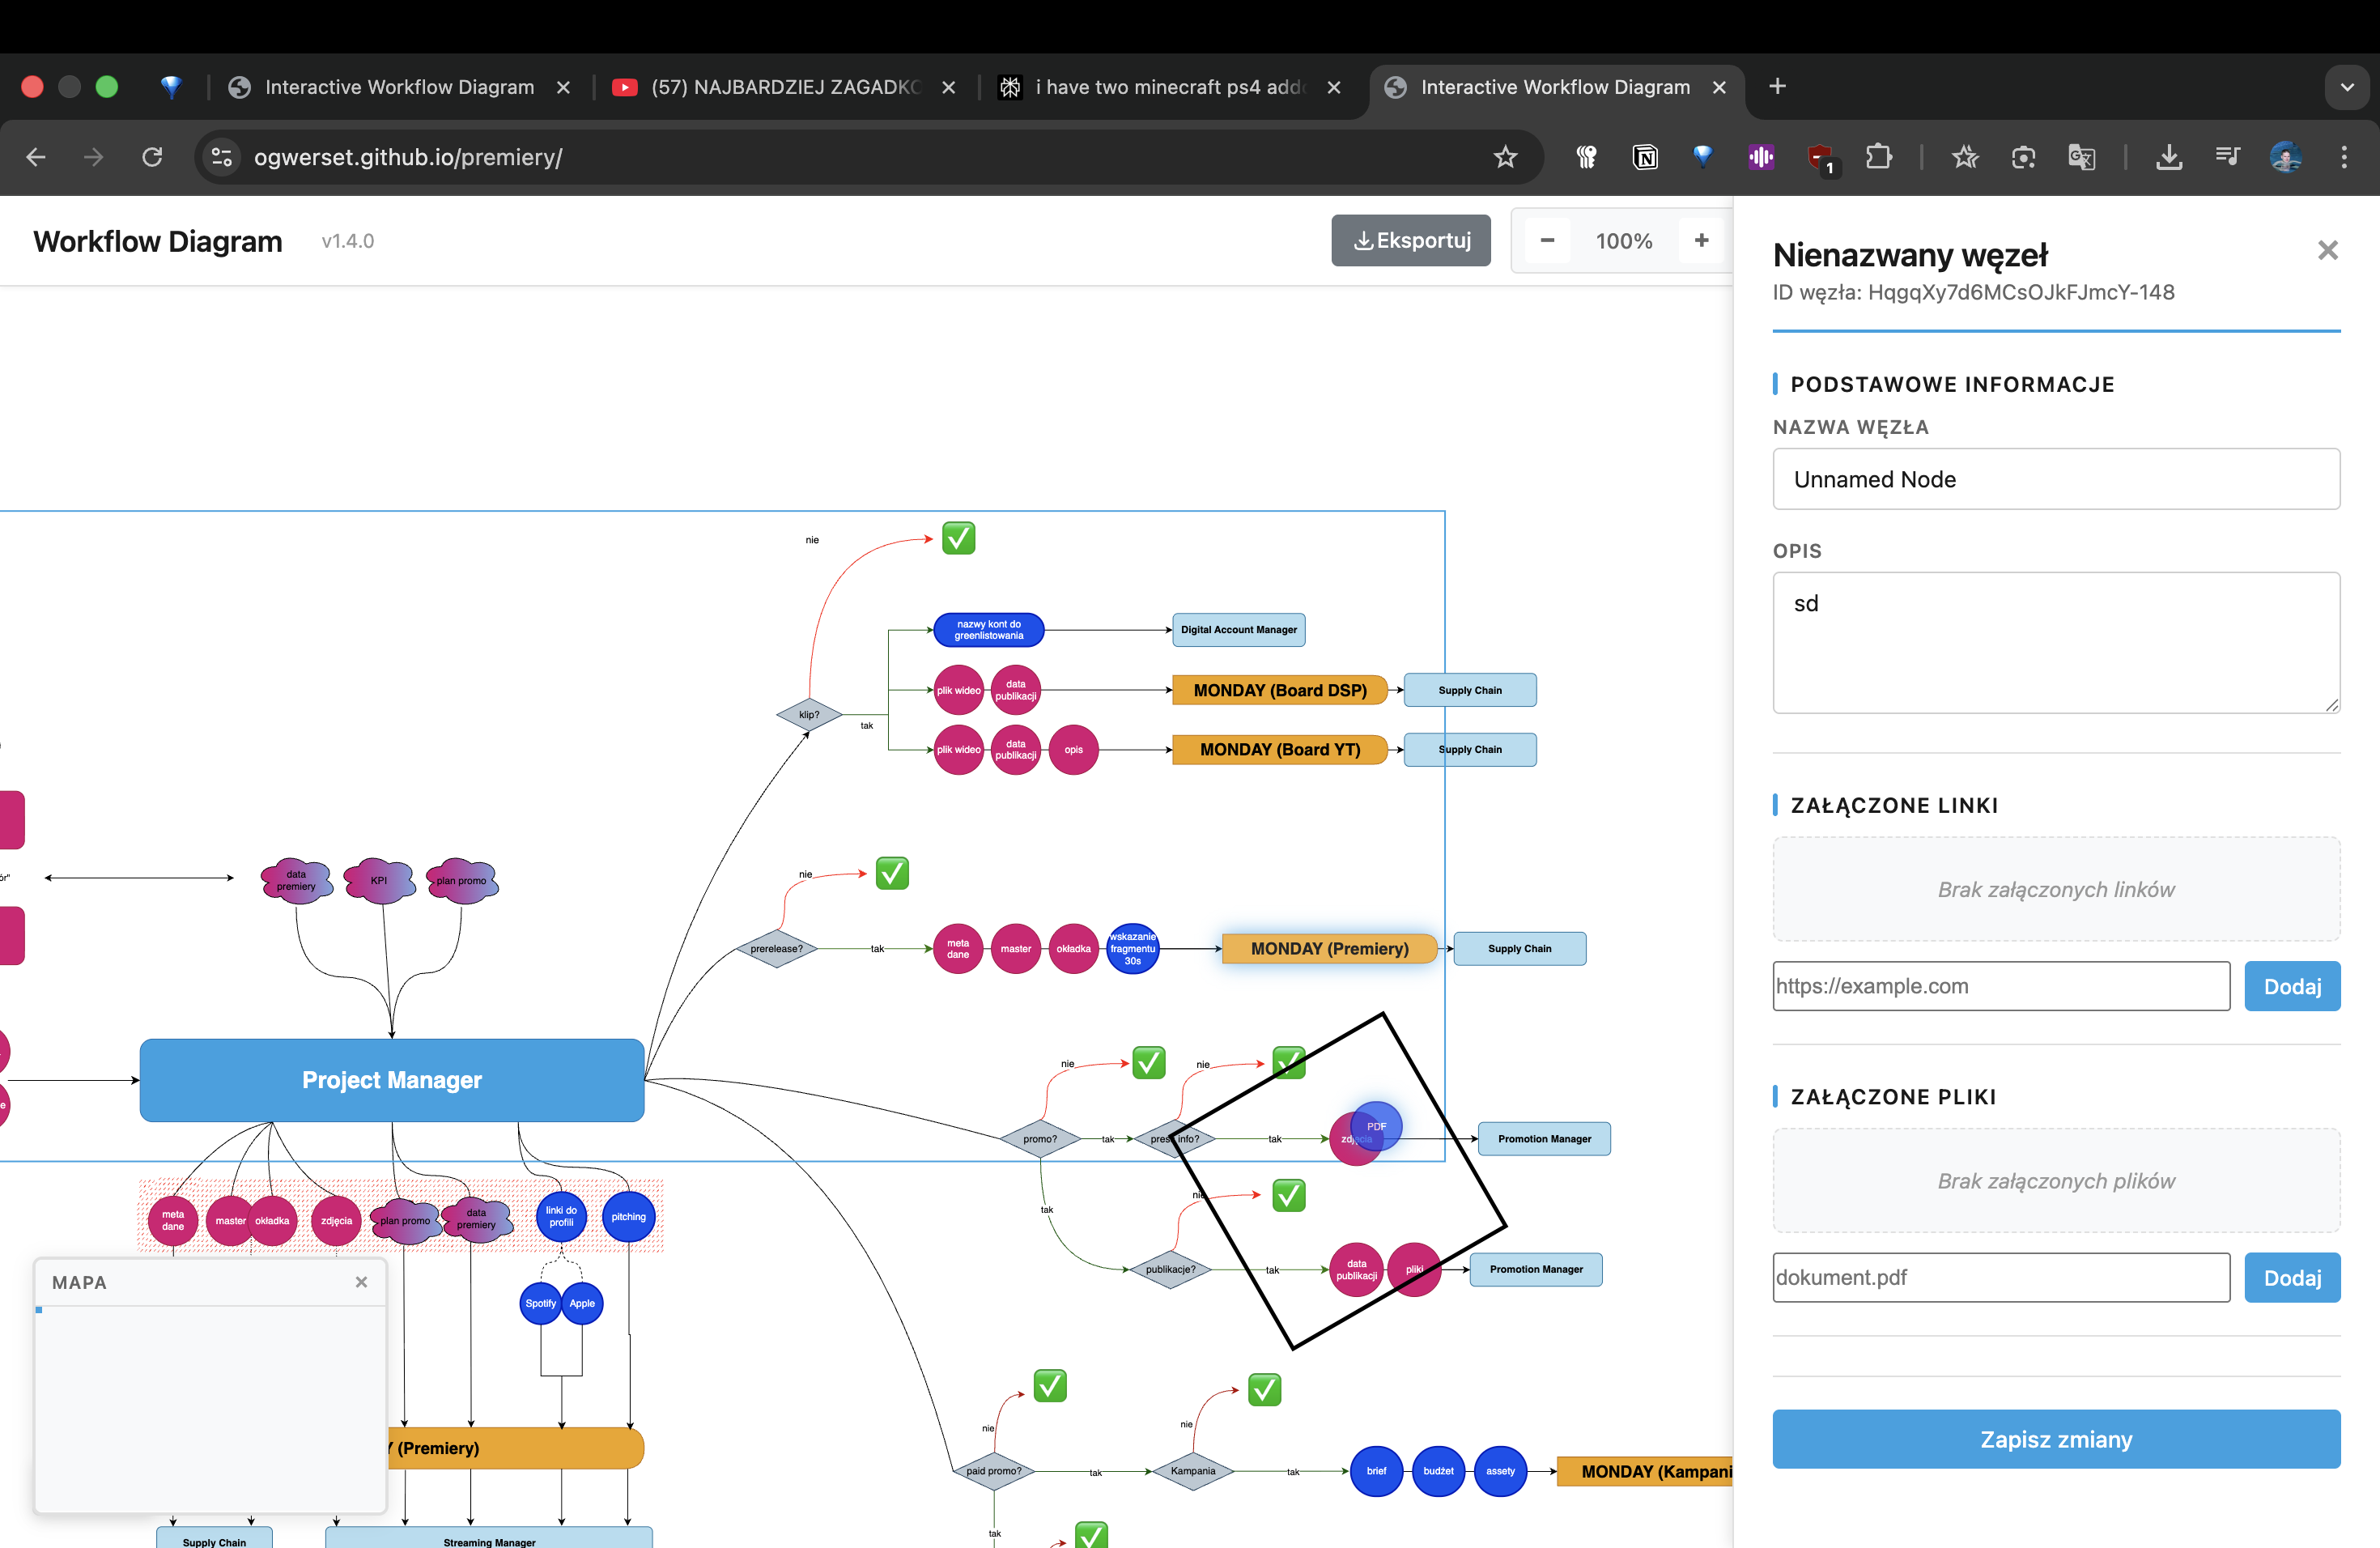 Interactive Workflow Diagram
(57) NAJBARDZIEJ ZAGADKO
i have two minecraft ps4 addo
Interactive Workflow Diagram
ogwerset.github.io/premiery/
1
Workflow Diagram
v1.4.0
Eksportuj
100%
nie
nazwy kont do
greenlistowania
Digital Account Manager
plik wideo
data
publikacji
MONDAY (Board DSP)
Supply Chain
klip?
tak
plik wideo
data
publikacji
opis
MONDAY (Board YT)
Supply Chain
data
premiery
KPI
plan promo
nie
prerelease?
tak
meta
dane
master
okładka
wskazanie
fragmentu
30s
MONDAY (Premiery)
Supply Chain
Project Manager
nie
nie
promo?
tak
tak
zdjęcia
PDF
Promotion Manager
tak
publikacje?
tak
data
publikacji
pliki
Promotion Manager
meta
dane
master
okładka
zdjęcia
plan promo
data
premiery
linki do
profili
pitching
Spotify
Apple
MAPA
(Premiery)
nie
nie
paid promo?
tak
Kampania
tak
brief
budżet
assety
MONDAY (Kampani
tak
Supply Chain
Streaming Manager
Nienazwany węzeł
ID węzła: HqgqXy7d6MCsOJkFJmcY-148
PODSTAWOWE INFORMACJE
NAZWA WĘZŁA
Unnamed Node
OPIS
sd
ZAŁĄCZONE LINKI
Brak załączonych linków
https://example.com
Dodaj
ZAŁĄCZONE PLIKI
Brak załączonych plików
dokument.pdf
Dodaj
Zapisz zmiany